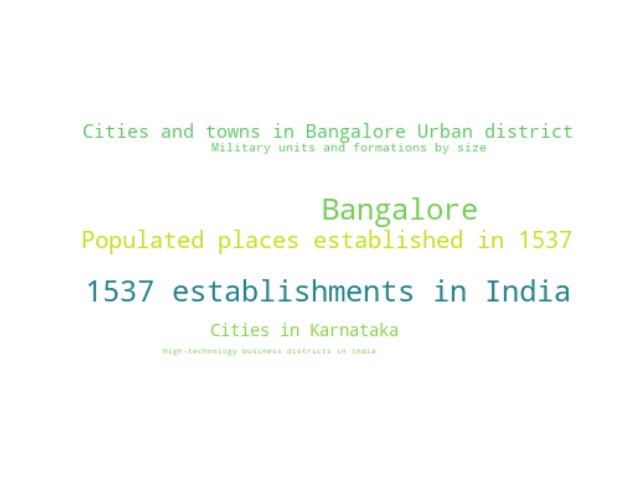 Cities and towns in Bangalore Urban district
Military units and formations by size
Bangalore
Populated places established in 1537
1537 establishments in India
Cities in Karnataka
High-technology business districts in India